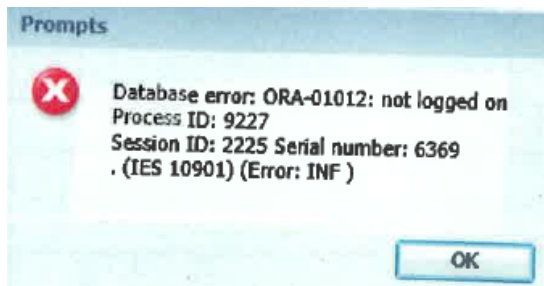 Prompts
Database error: ORA-01012: not logged on
Process ID: 9227
Session ID: 2225 Serial number: 6369
. (IES 10901) (Error: INF )
OK